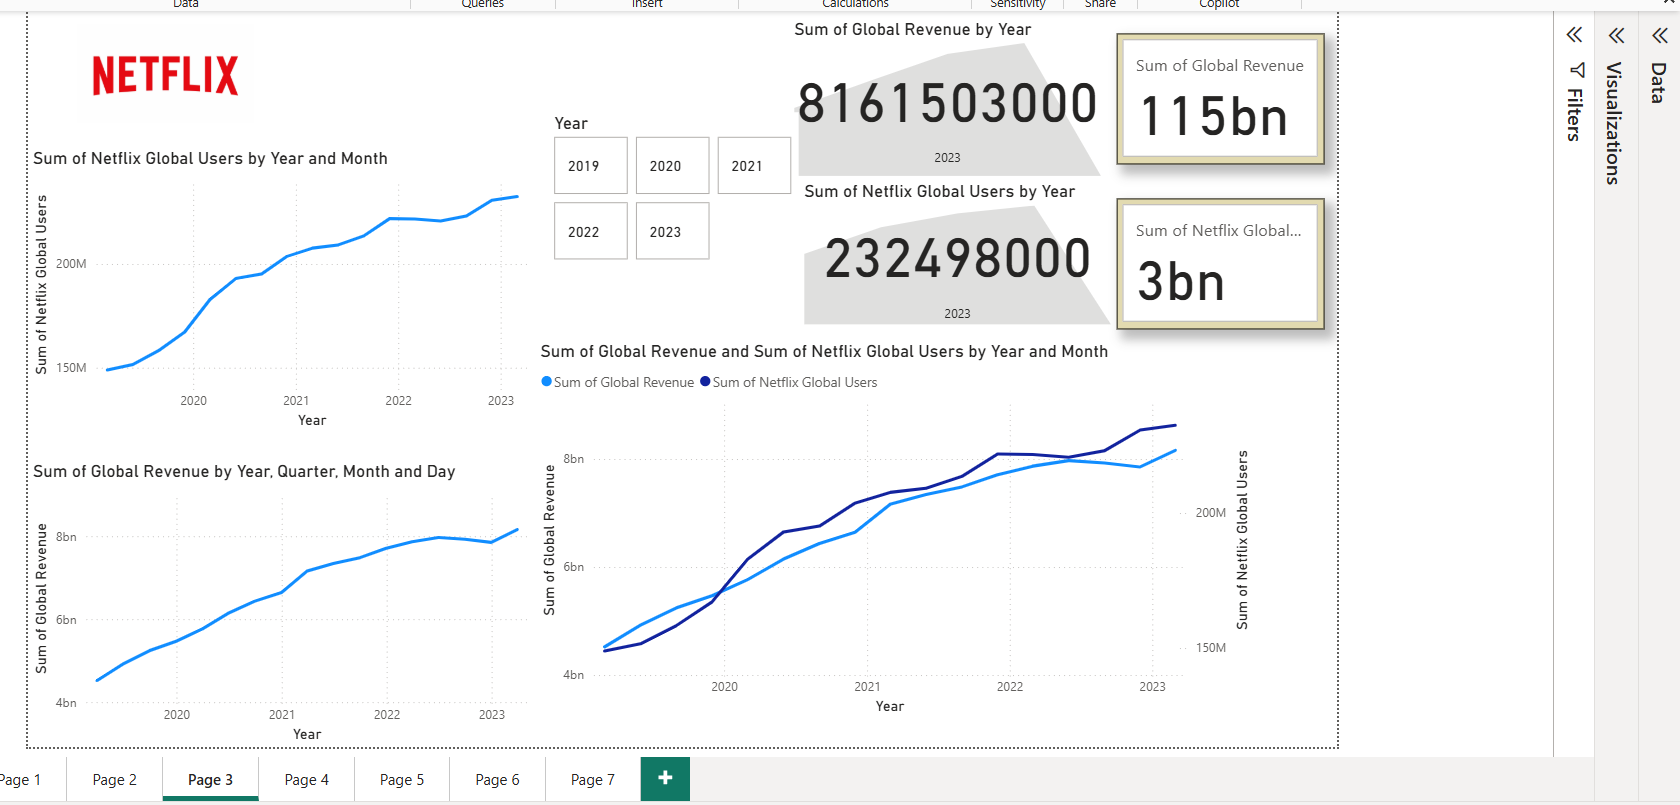 Data
Queries
Insert
Calculations
Sensitivity
Share
Copilot
NETFLIX
Sum of Global Revenue by Year
8161503000
2023
Sum of Global Revenue
115bn
Filters
Visualizations
Data
Year
2019
2020
2021
2022
2023
Sum of Netflix Global Users by Year
232498000
2023
Sum of Netflix Global...
3bn
Sum of Netflix Global Users by Year and Month
Sum of Netflix Global Users
200M
150M
2020
2021
2022
2023
Year
Sum of Global Revenue and Sum of Netflix Global Users by Year and Month
Sum of Global Revenue
Sum of Netflix Global Users
Sum of Global Revenue
8bn
6bn
4bn
200M
150M
Sum of Netflix Global Users
2020
2021
2022
2023
Year
Sum of Global Revenue by Year, Quarter, Month and Day
Sum of Global Revenue
8bn
6bn
4bn
2020
2021
2022
2023
Year
Page 1
Page 2
Page 3
Page 4
Page 5
Page 6
Page 7
+